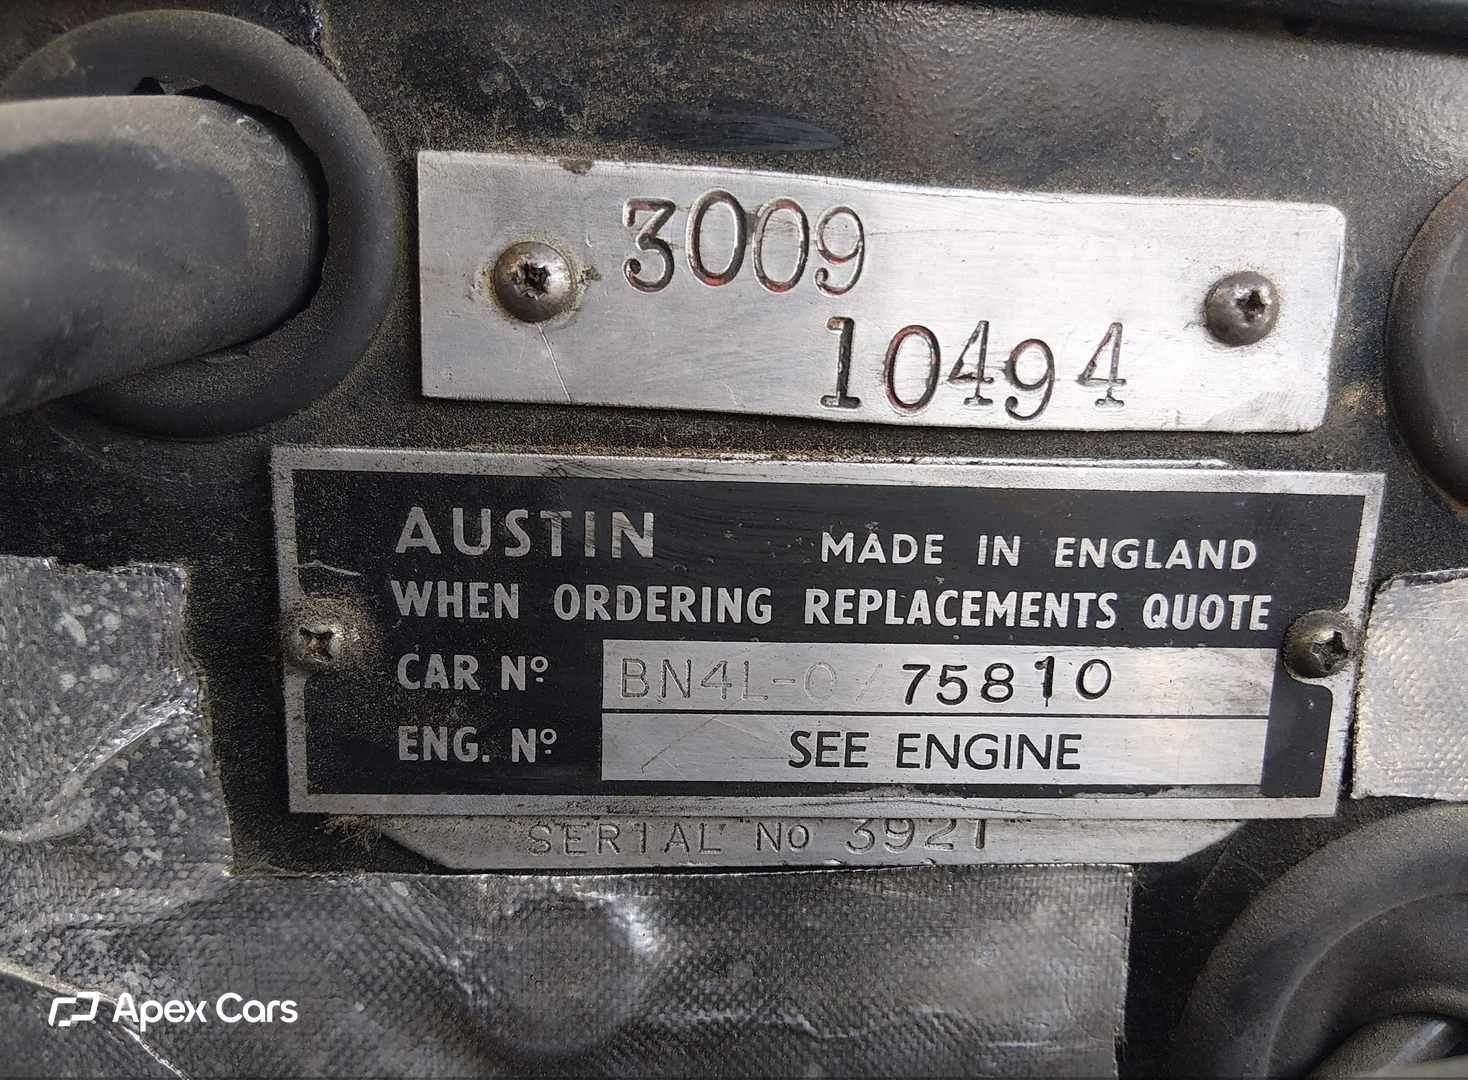 3009
10494
AUSTIN MADE IN ENGLAND
WHEN ORDERING REPLACEMENTS QUOTE
CAR Nº BN4L-O/75810
ENG. Nº SEE ENGINE
SERIAL No 3921
Apex Cars